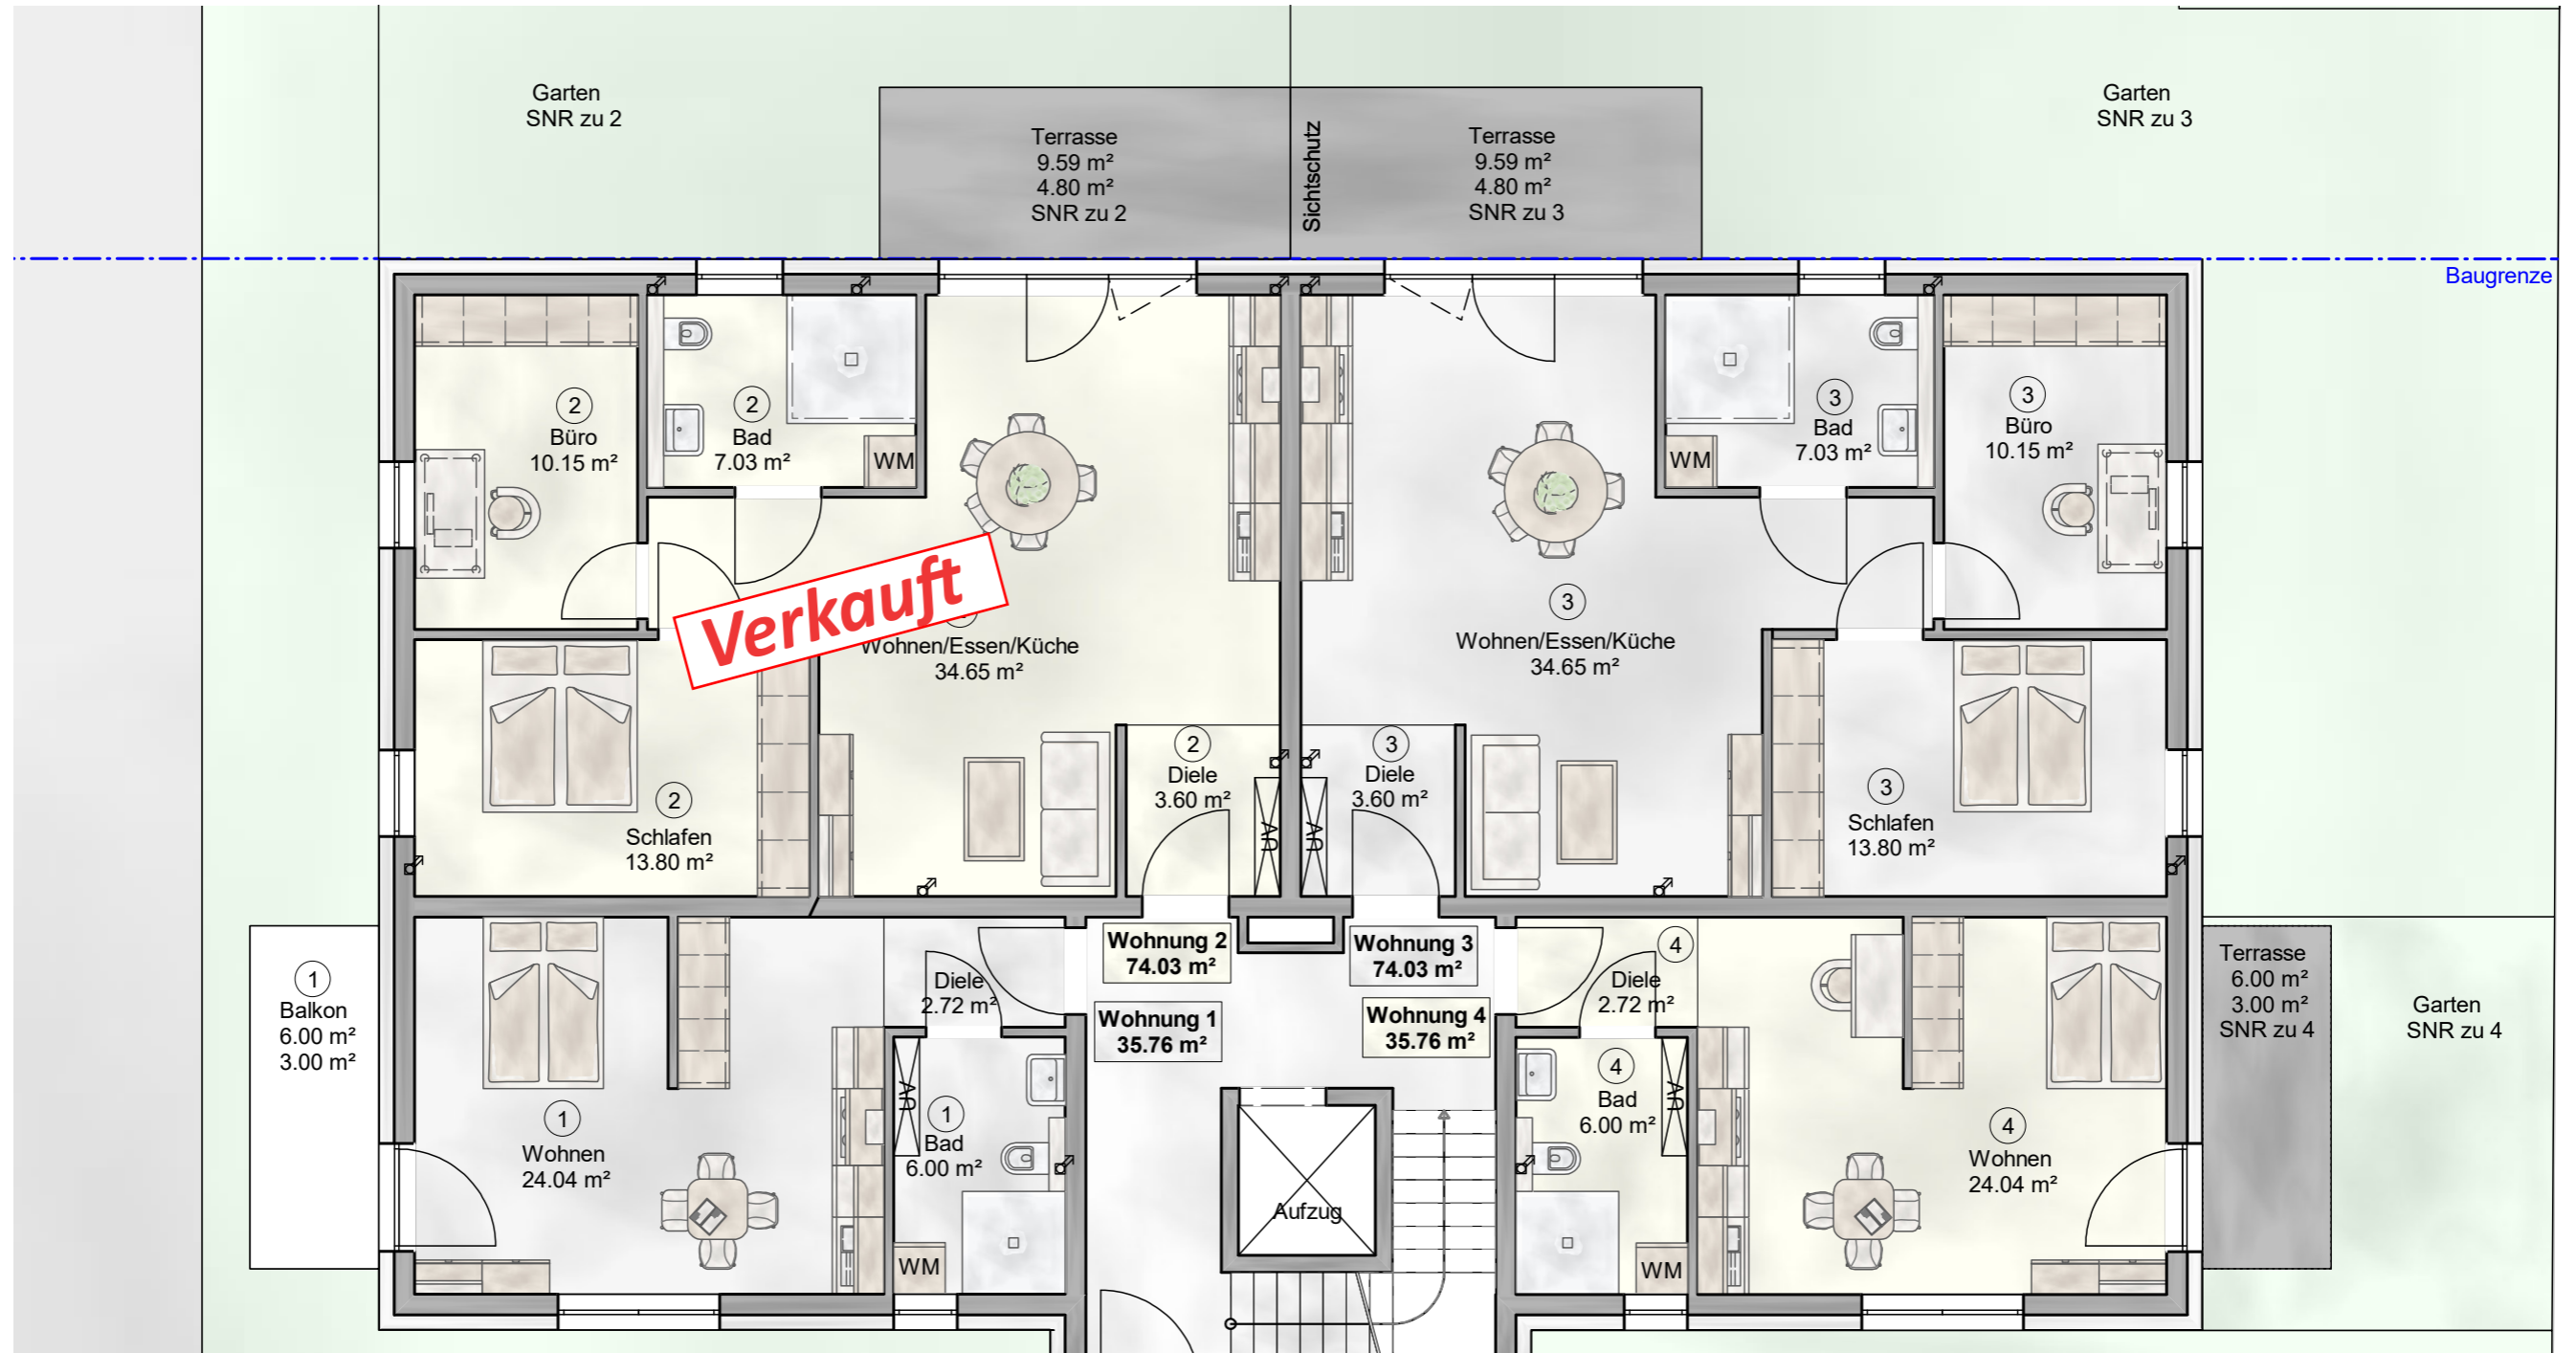 Garten
SNR zu 2
Terrasse
9.59 m²
4.80 m²
SNR zu 2
Sichtschutz
Terrasse
9.59 m²
4.80 m²
SNR zu 3
Garten
SNR zu 3
Baugrenze
2
Büro
10.15 m²
2
Bad
7.03 m²
WM
3
Bad
7.03 m²
WM
3
Büro
10.15 m²
Verkauft
Wohnen/Essen/Küche
34.65 m²
3
Wohnen/Essen/Küche
34.65 m²
2
Schlafen
13.80 m²
2
Diele
3.60 m²
3
Diele
3.60 m²
3
Schlafen
13.80 m²
1
Balkon
6.00 m²
3.00 m²
Diele
2.72 m²
Wohnung 2
74.03 m²
Wohnung 3
74.03 m²
Wohnung 1
35.76 m²
Wohnung 4
35.76 m²
4
Diele
2.72 m²
Terrasse
6.00 m²
3.00 m²
SNR zu 4
Garten
SNR zu 4
1
Wohnen
24.04 m²
1
Bad
6.00 m²
WM
Aufzug
4
Bad
6.00 m²
WM
4
Wohnen
24.04 m²